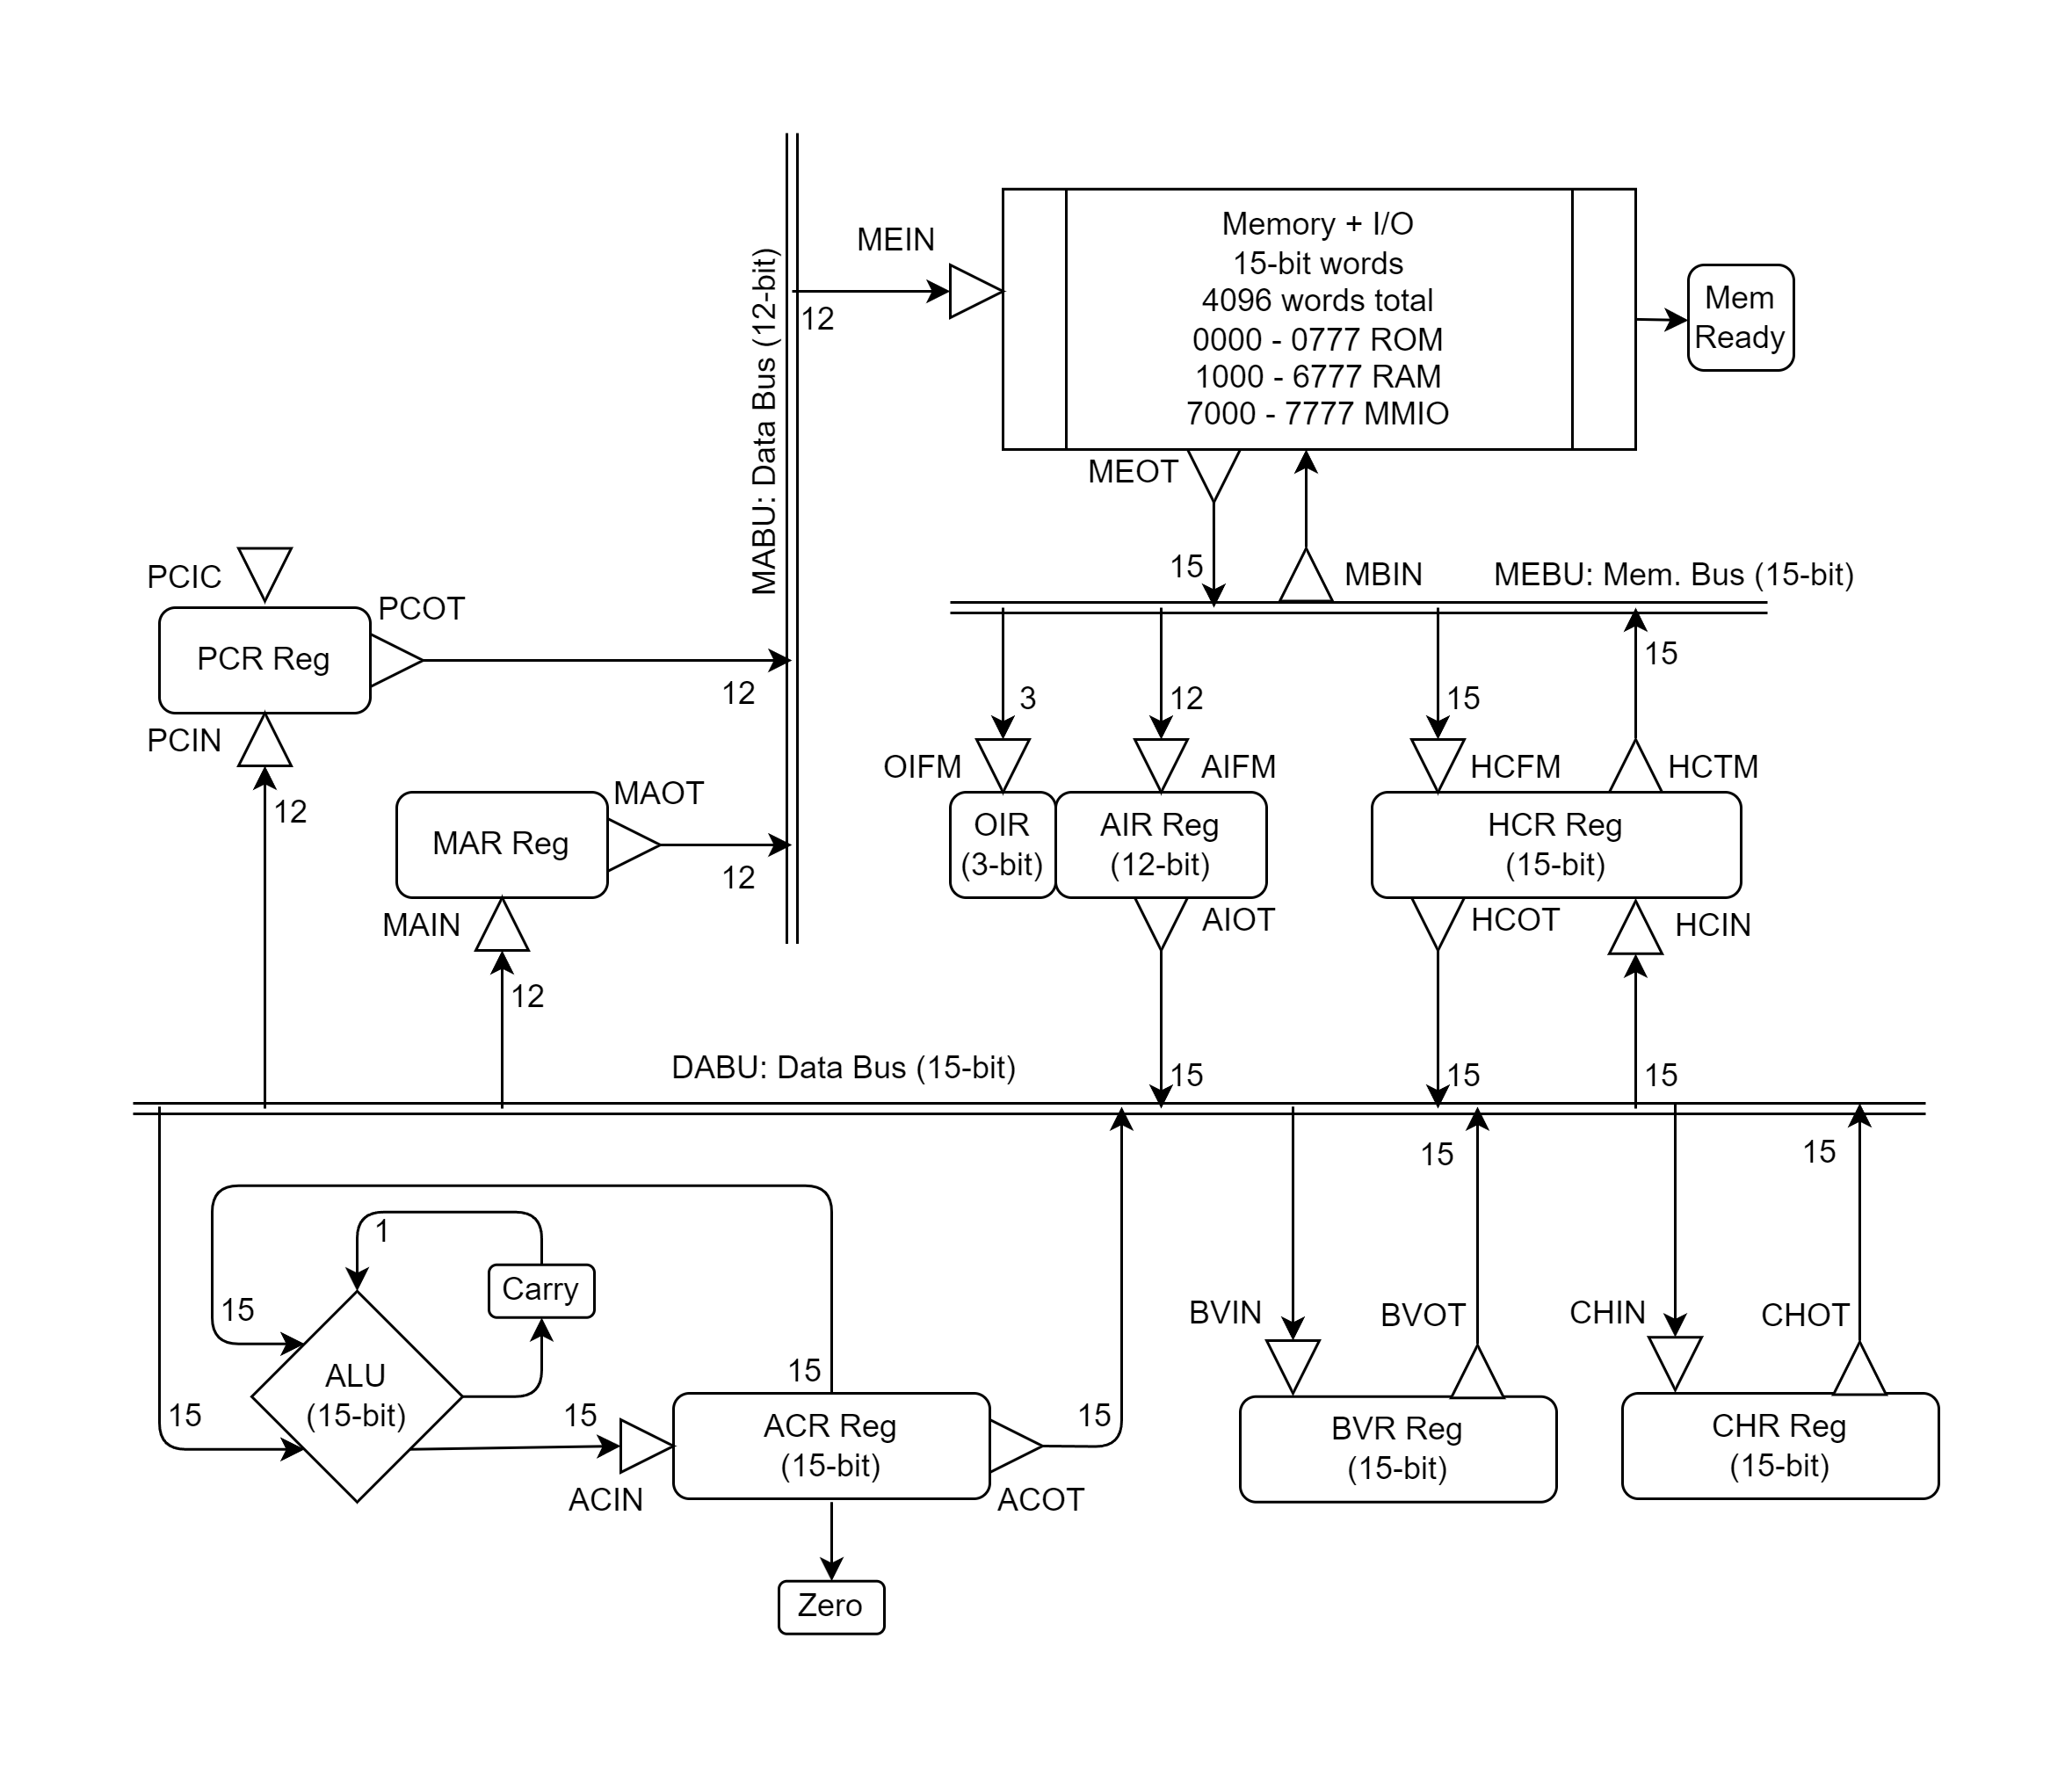 MABU: Data Bus (12-bit)
MEIN
12
Memory + I/O
15-bit words
4096 words total
0000 - 0777 ROM
1000 - 6777 RAM
7000 - 7777 MMIO
Mem
Ready
MEOT
15
MBIN
MEBU: Mem. Bus (15-bit)
PCIC
PCOT
PCR Reg
12
PCIN
12
MAOT
MAR Reg
12
MAIN
12
3
12
15
15
OIFM
AIFM
HCFM
HCTM
OIR
(3-bit)
AIR Reg
(12-bit)
HCR Reg
(15-bit)
AIOT
HCOT
HCIN
DABU: Data Bus (15-bit)
15
15
15
15
15
1
Carry
15
15
ALU
(15-bit)
15
15
ACIN
ACR Reg
(15-bit)
15
ACOT
Zero
BVIN
BVOT
BVR Reg
(15-bit)
CHIN
CHOT
CHR Reg
(15-bit)